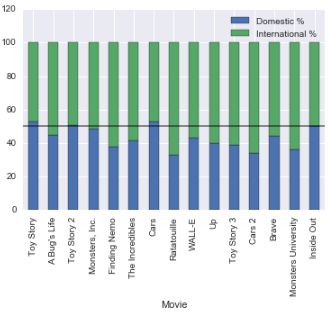 120
100
80
60
40
20
0
Domestic %
International %
Toy Story
A Bug's Life
Toy Story 2
Monsters, Inc.
Finding Nemo
The Incredibles
Cars
Ratatouille
WALL-E
Up
Toy Story 3
Cars 2
Brave
Monsters University
Inside Out
Movie